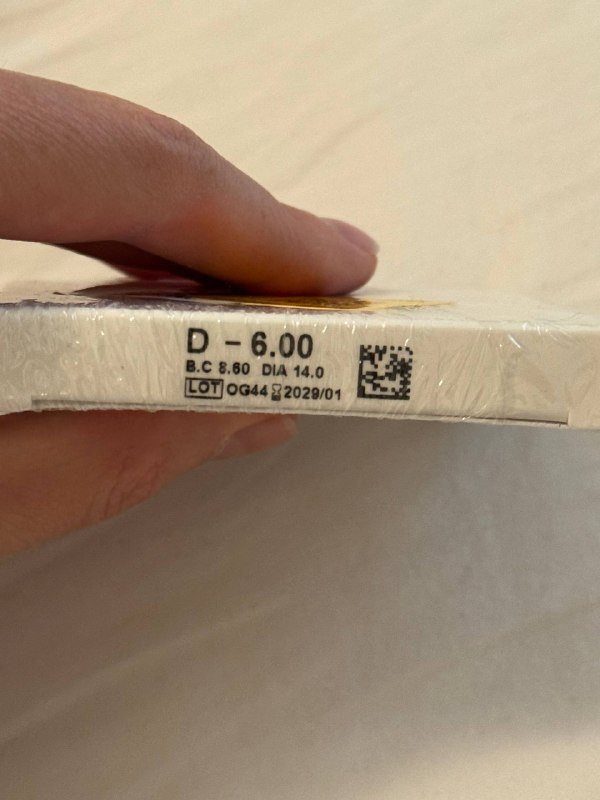 D – 6.00
B.C 8.60 DIA 14.0
LOT OG44 2029/01